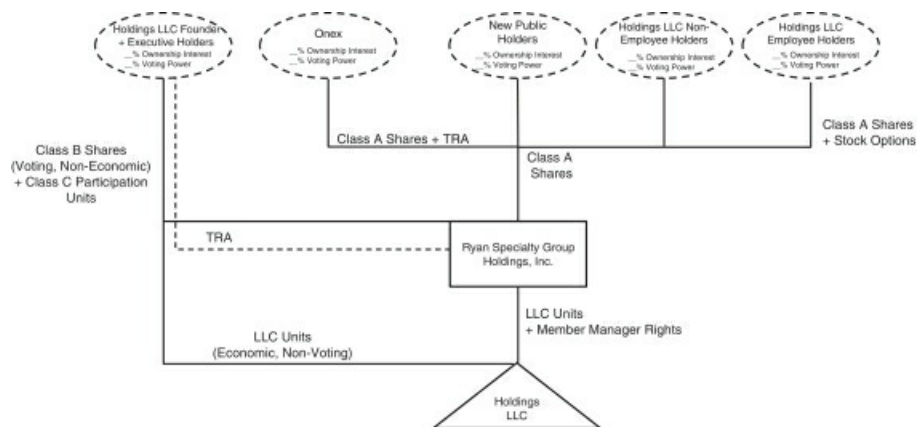 Holdings LLC Founder
+ Executive Holders
__% Ownership Interest
__% Voting Power
Onex
__% Ownership Interest
__% Voting Power
New Public
Holders
__% Ownership Interest
__% Voting Power
Holdings LLC Non-
Employee Holders
__% Ownership Interest
__% Voting Power
Holdings LLC
Employee Holders
__% Ownership Interest
__% Voting Power
Class B Shares
(Voting, Non-Economic)
+ Class C Participation
Units
Class A Shares + TRA
Class A
Shares
Class A Shares
+ Stock Options
TRA
Ryan Specialty Group
Holdings, Inc.
LLC Units
+ Member Manager Rights
LLC Units
(Economic, Non-Voting)
Holdings
LLC